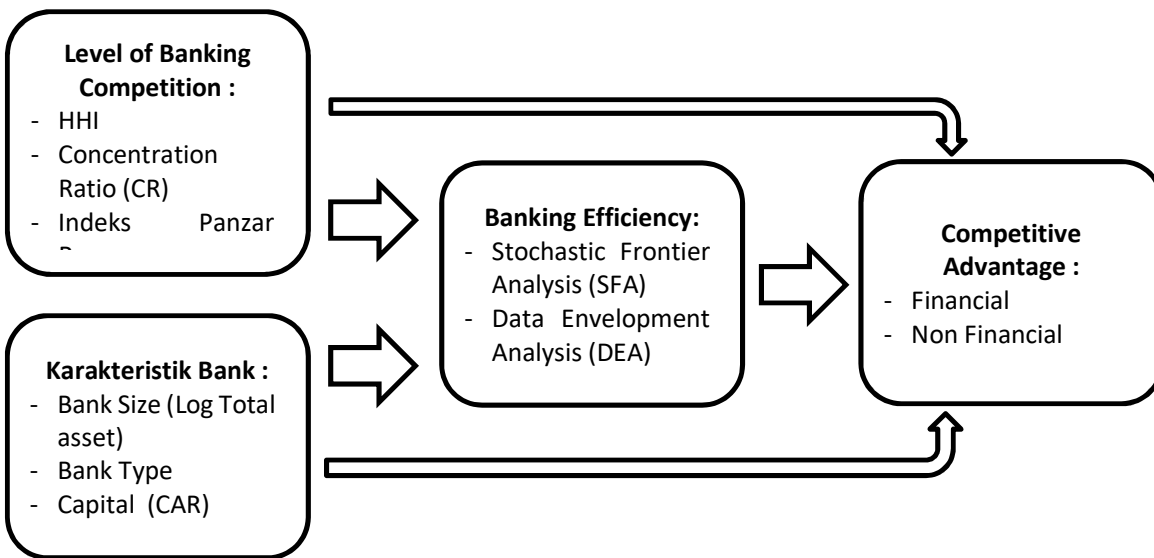 Level of Banking
Competition :
- HHI
- Concentration
Ratio (CR)
- Indeks Panzar
Karakteristik Bank :
- Bank Size (Log Total
asset)
- Bank Type
- Capital (CAR)
Banking Efficiency:
- Stochastic Frontier
Analysis (SFA)
- Data Envelopment
Analysis (DEA)
Competitive
Advantage :
- Financial
- Non Financial